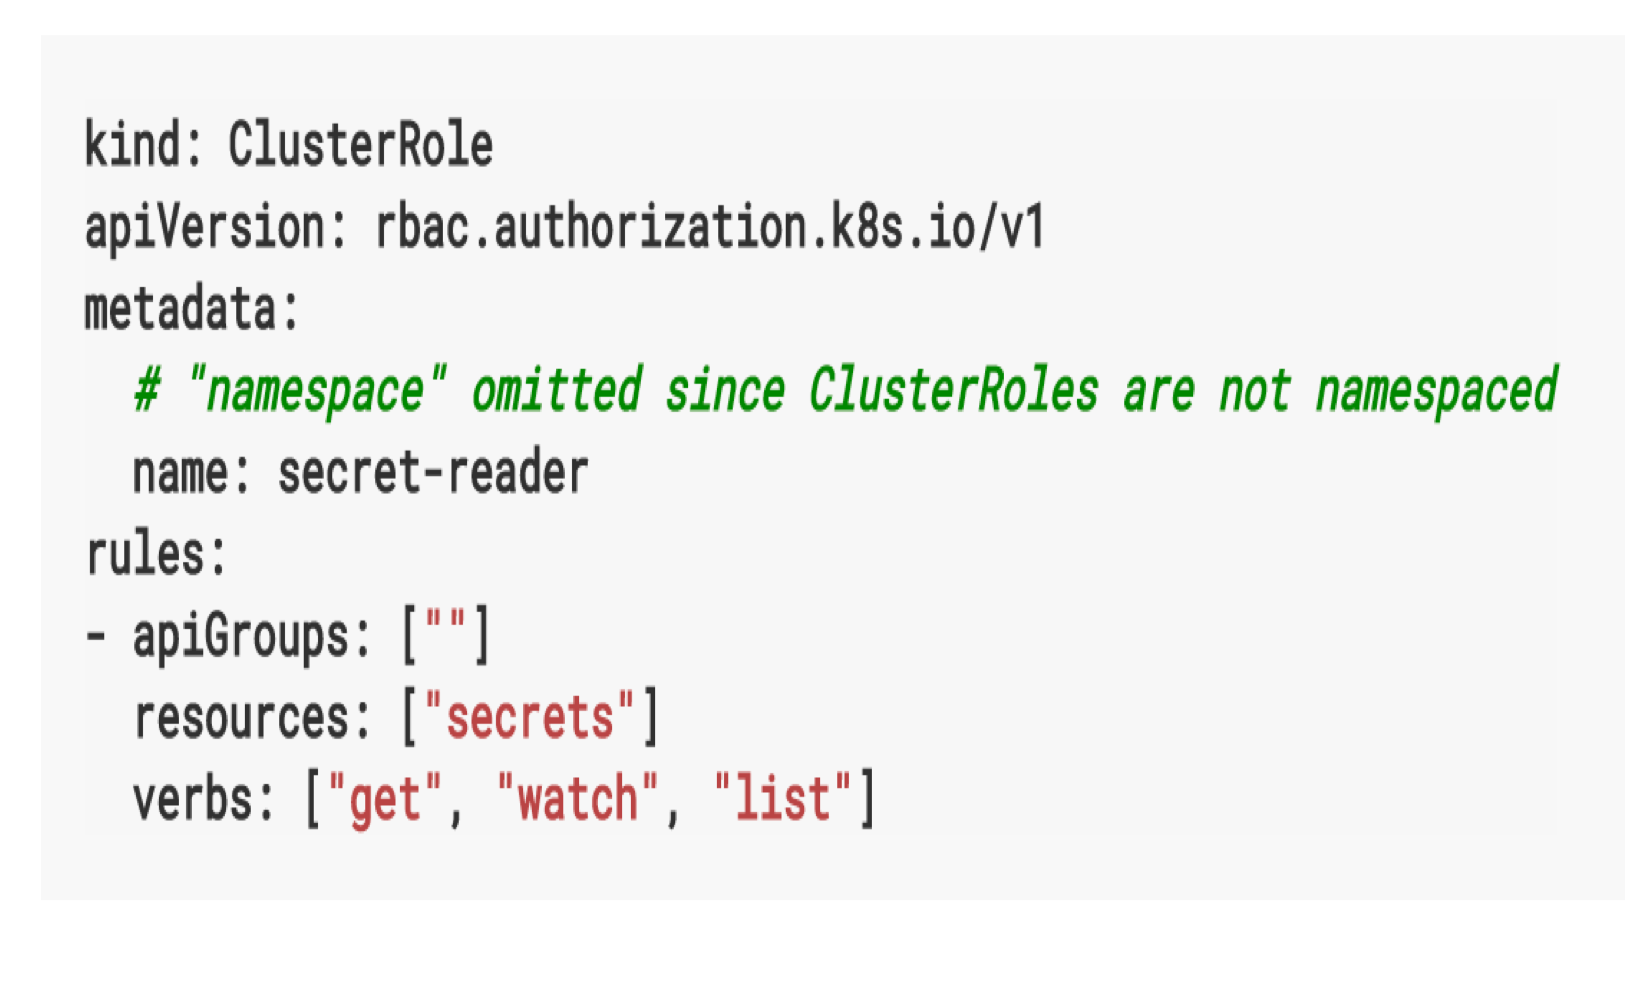 kind: ClusterRole
apiVersion: rbac.authorization.k8s.io/v1
metadata:
  # "namespace" omitted since ClusterRoles are not namespaced
  name: secret-reader
rules:
- apiGroups: [""]
  resources: ["secrets"]
  verbs: ["get", "watch", "list"]